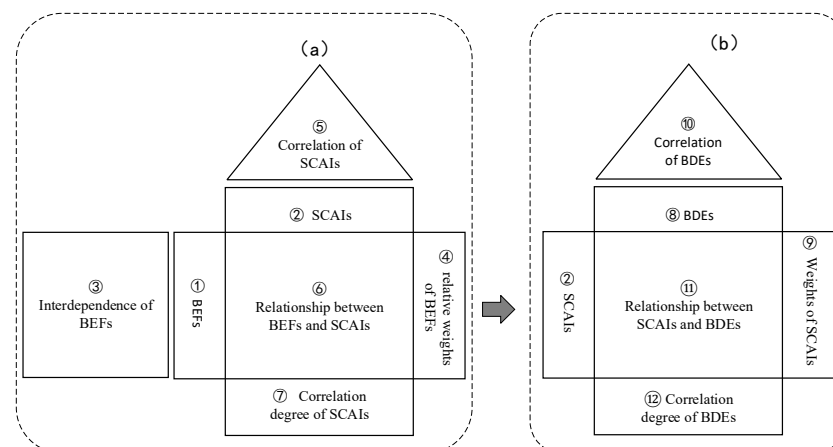 (a)
⑤
Correlation of
SCAIs
② SCAIs
③
Interdependence of
BEFs
① BEFs
⑥
Relationship between
BEFs and SCAIs
④ relative weights
of BEFs
⑦ Correlation
degree of SCAIs
(b)
⑩
Correlation
of BDEs
⑧ BDEs
② SCAIs
⑪
Relationship between
SCAIs and BDEs
⑨ Weights of SCAIs
⑫ Correlation
degree of BDEs